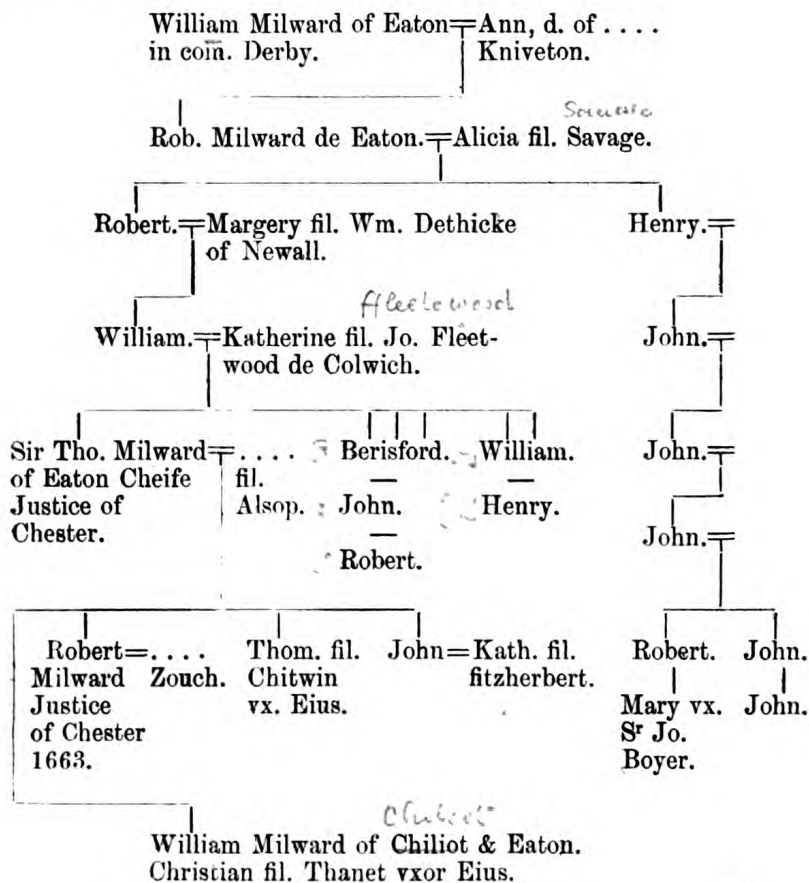 William Milward of Eaton=Ann, d. of . . . .
in com̄. Derby. Kniveton.
Rob. Milward de Eaton.=Alicia fil. Savage.
Robert.=Margery fil. Wm. Dethicke Henry.=
of Newall.
ffleetewood
William.=Katherine fil. Jo. Fleet- John.=
wood de Colwich.
Sir Tho. Milward= . . . . Berisford. William. John.=
of Eaton Cheife fil. —  —
Justice of Alsop. John. Henry.
Chester. — John.=
Robert.
Robert=. . . . Thom. fil. John=Kath. fil. Robert. John.
Milward Zouch. Chitwin fitzherbert.
Justice vx. Eius. Mary vx. John.
of Chester Sʳ Jo.
1663. Boyer.
William Milward of Chiliot & Eaton.
Christian fil. Thanet vxor Eius.